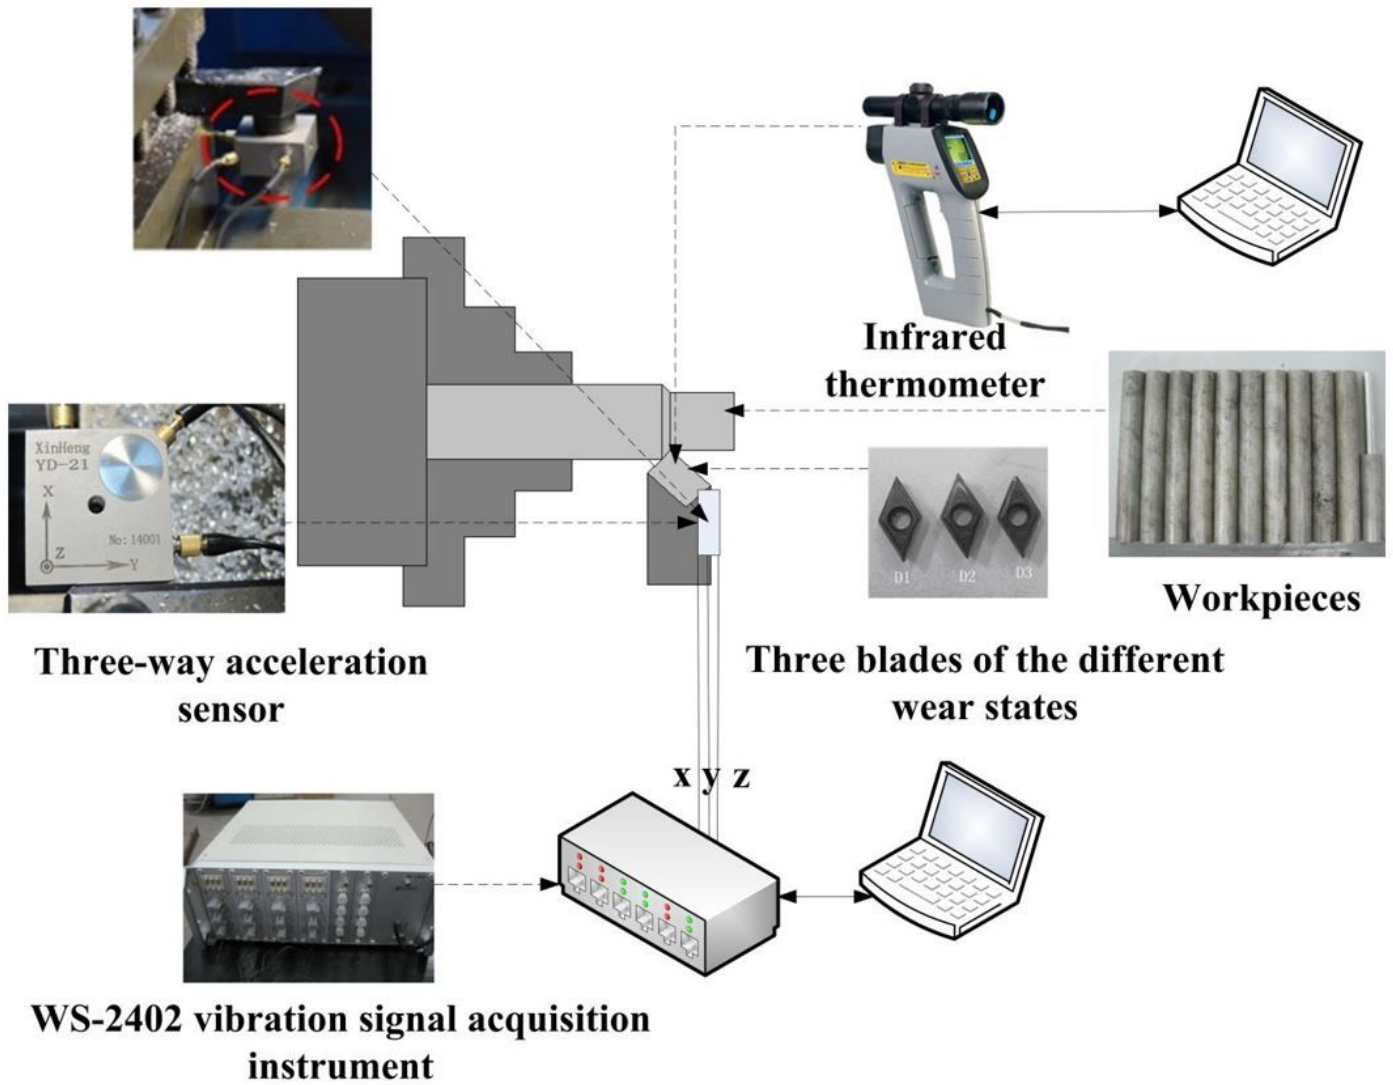 Infrared
thermometer
XinHeng
YD-21
X
No: 14001
Z
Y
D1
D2
D3
Workpieces
Three-way acceleration
sensor
Three blades of the different
wear states
x y z
WS-2402 vibration signal acquisition
instrument